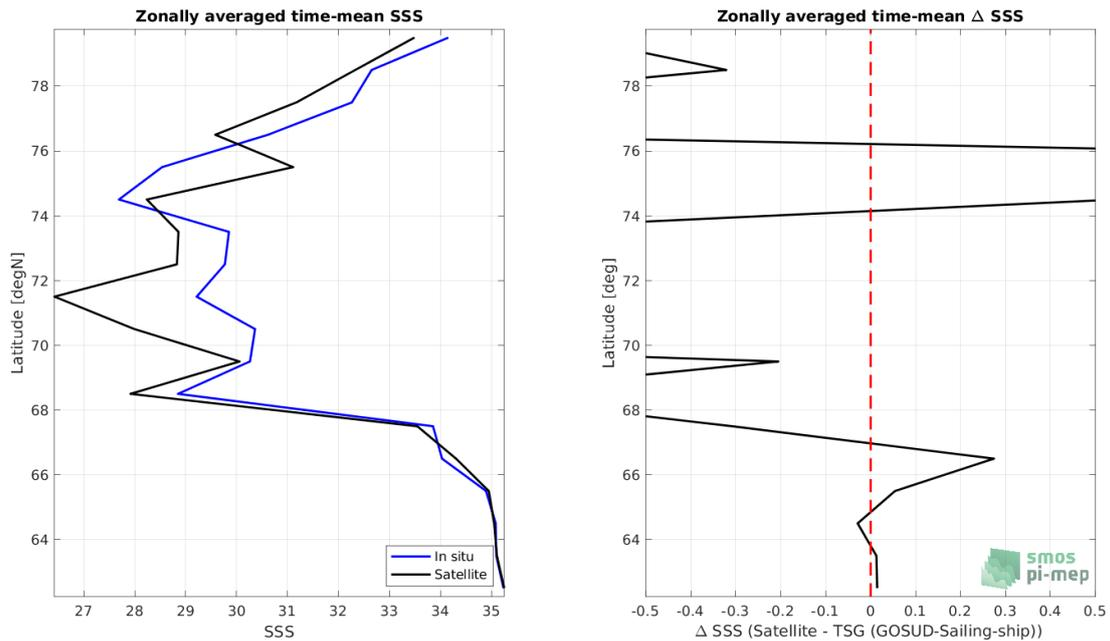 Zonally averaged time-mean SSS
78
76
74
72
70
68
66
64
Latitude [degN]
27 28 29 30 31 32 33 34 35
SSS
In situ
Satellite
Zonally averaged time-mean Δ SSS
78
76
74
72
70
68
66
64
Latitude [deg]
-0.5 -0.4 -0.3 -0.2 -0.1 0 0.1 0.2 0.3 0.4 0.5
Δ SSS (Satellite - TSG (GOSUD-Sailing-ship))
smos
pi-mep